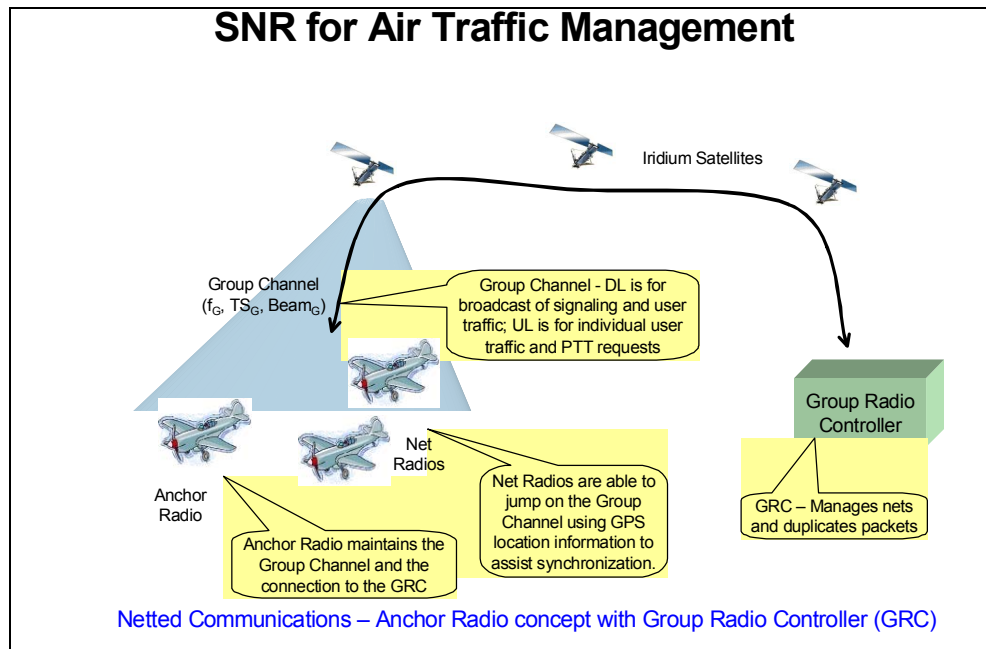 SNR for Air Traffic Management
Iridium Satellites
Group Channel
(fG, TSG, BeamG)
Group Channel - DL is for
broadcast of signaling and user
traffic; UL is for individual user
traffic and PTT requests
Group Radio
Controller
Net
Radios
Anchor
Radio
Net Radios are able to
jump on the Group
Channel using GPS
location information to
assist synchronization.
GRC – Manages nets
and duplicates packets
Anchor Radio maintains the
Group Channel and the
connection to the GRC
Netted Communications – Anchor Radio concept with Group Radio Controller (GRC)